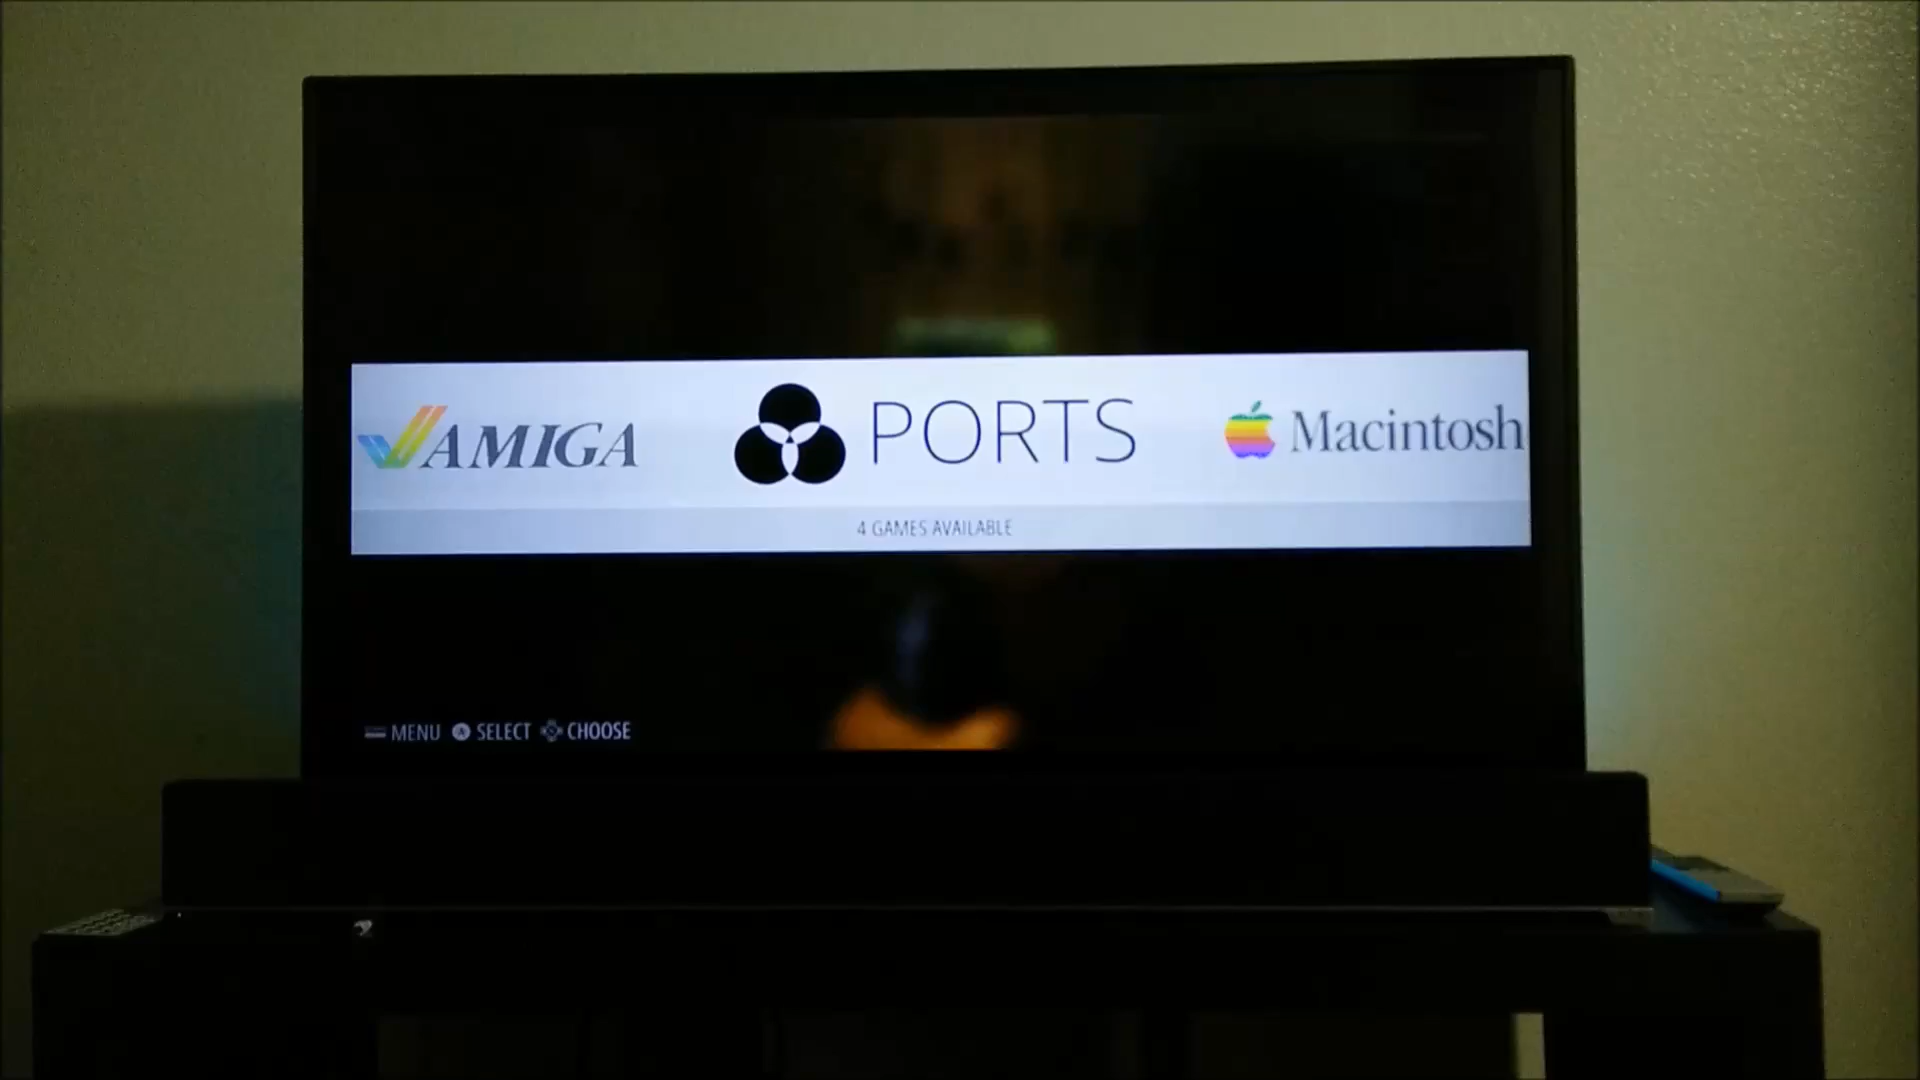 AMIGA
PORTS
Macintosh
4 GAMES AVAILABLE
MENU SELECT CHOOSE